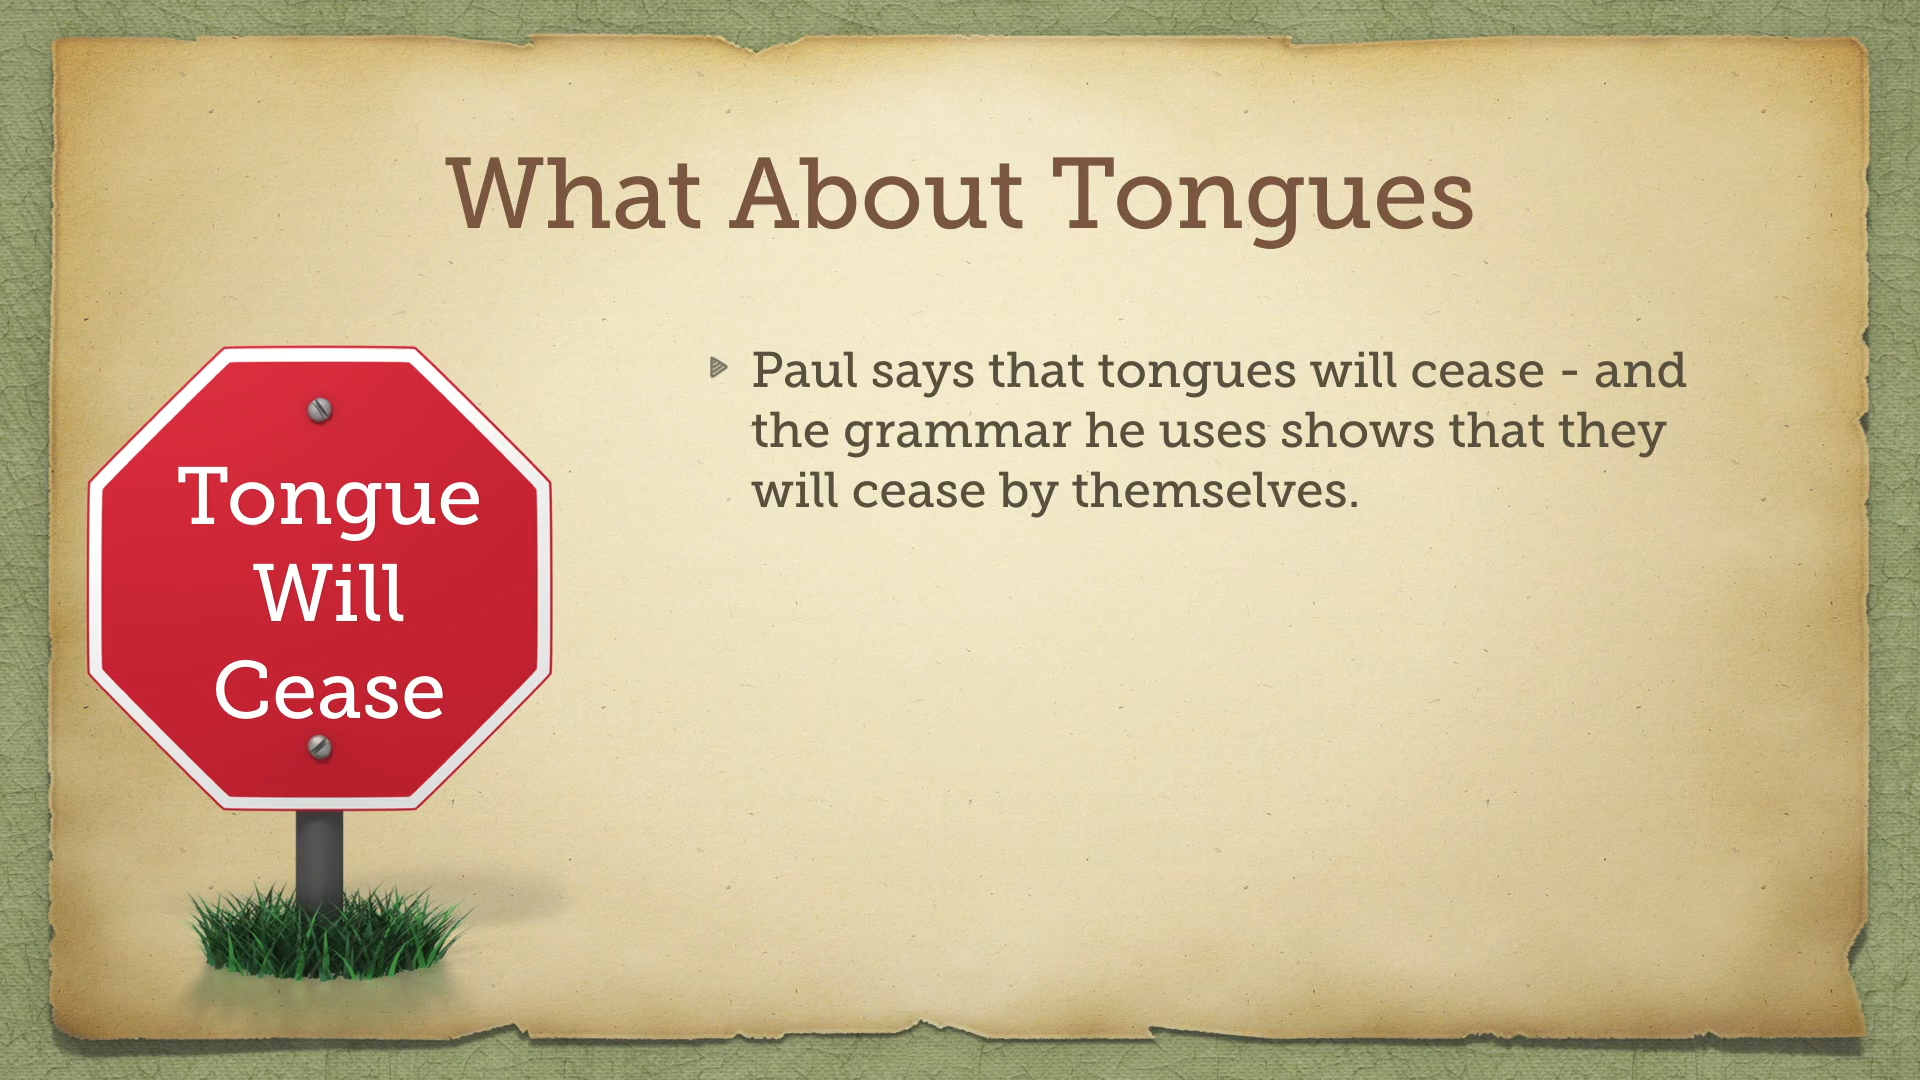 What About Tongues
Tongue
Will
Cease
Paul says that tongues will cease - and
the grammar he uses shows that they
will cease by themselves.